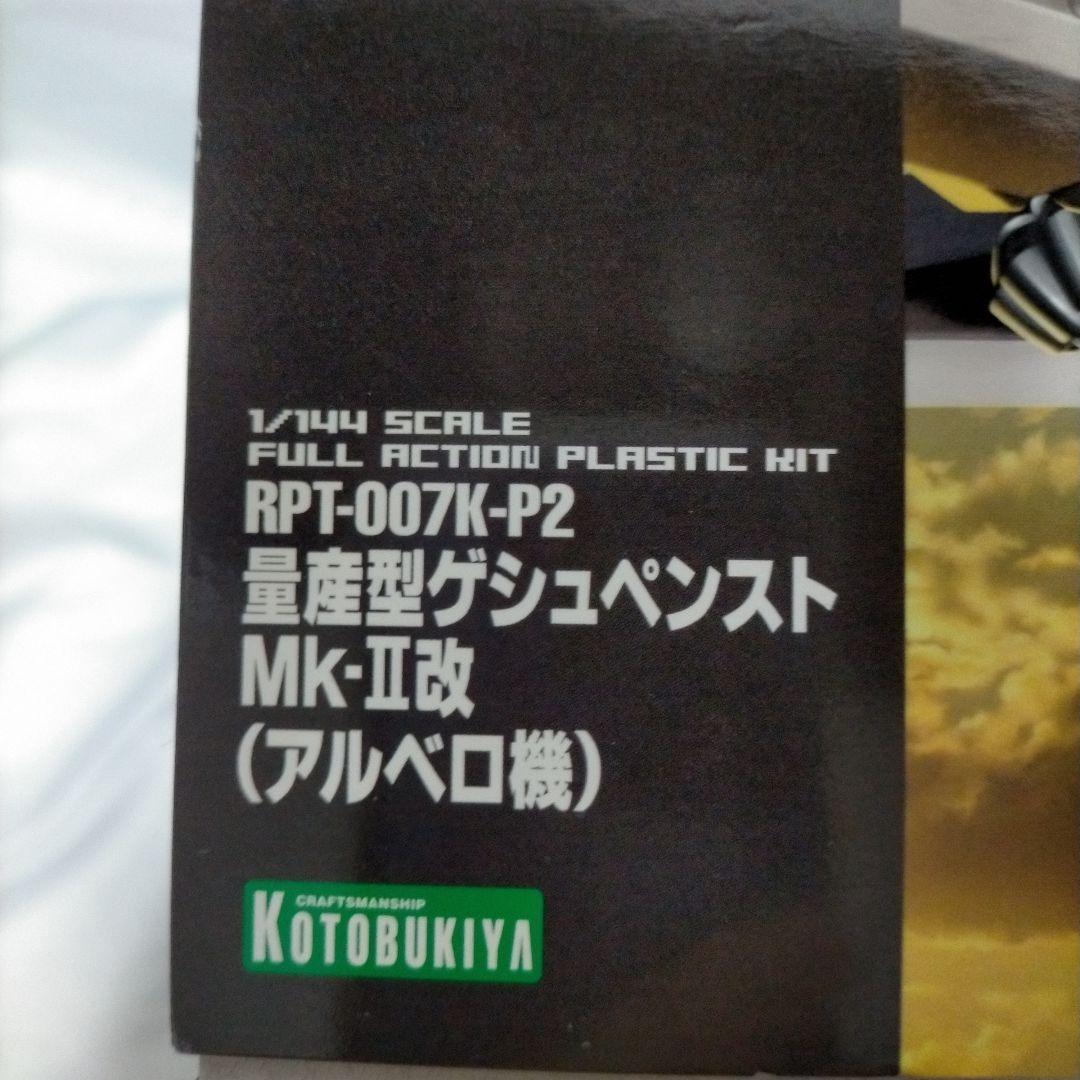 1/144 SCALE
FULL ACTION PLASTIC KIT
RPT-007K-P2
量産型ゲシュペンスト
Mk-Ⅱ改
(アルベロ機)
CRAFTSMANSHIP
KOTOBUKIYA